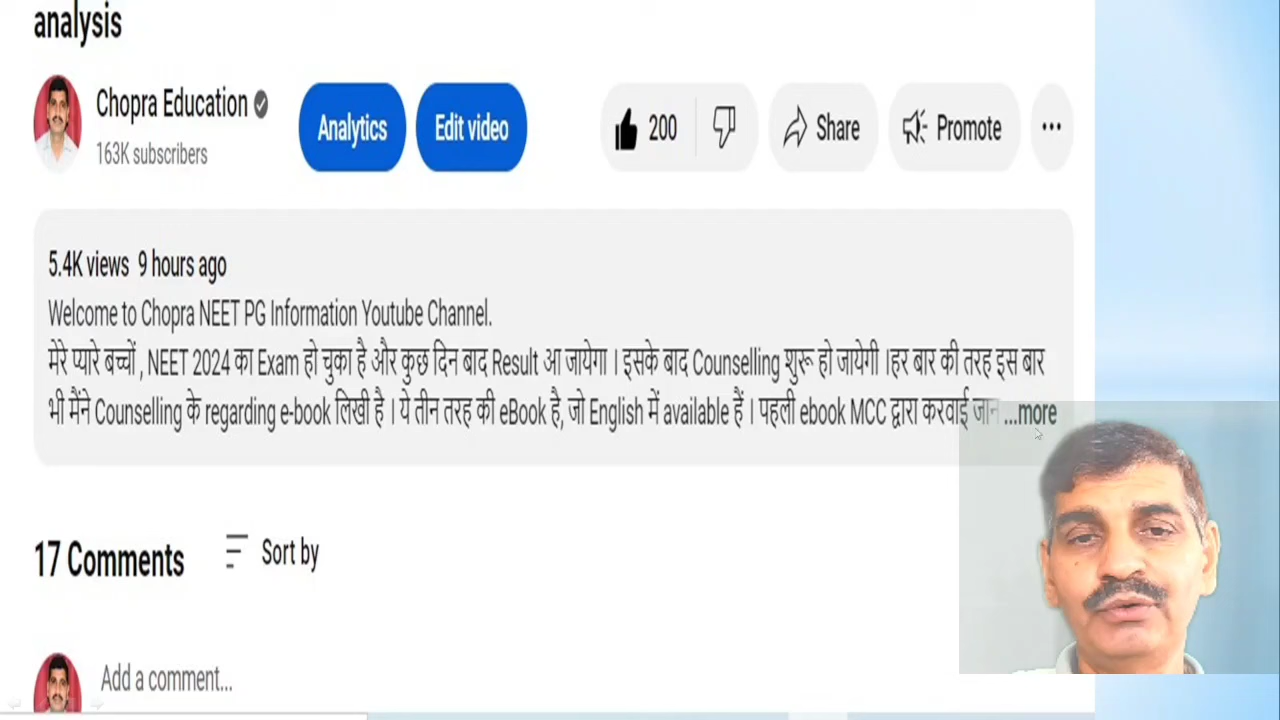 analysis
Chopra Education
163K subscribers
Analytics
Edit video
200
Share
Promote
5.4K views 9 hours ago
Welcome to Chopra NEET PG Information Youtube Channel.
मेरे प्यारे बच्चों , NEET 2024 का Exam हो चुका है और कुछ दिन बाद Result आ जायेगा । इसके बाद Counselling शुरू हो जायेगी ।हर बार की तरह इस बार
भी मैंने Counselling के regarding e-book लिखी है । ये तीन तरह की eBook है, जो English में available हैं । पहली ebook MCC द्वारा करवाई जान ...more
17 Comments
Sort by
Add a comment...